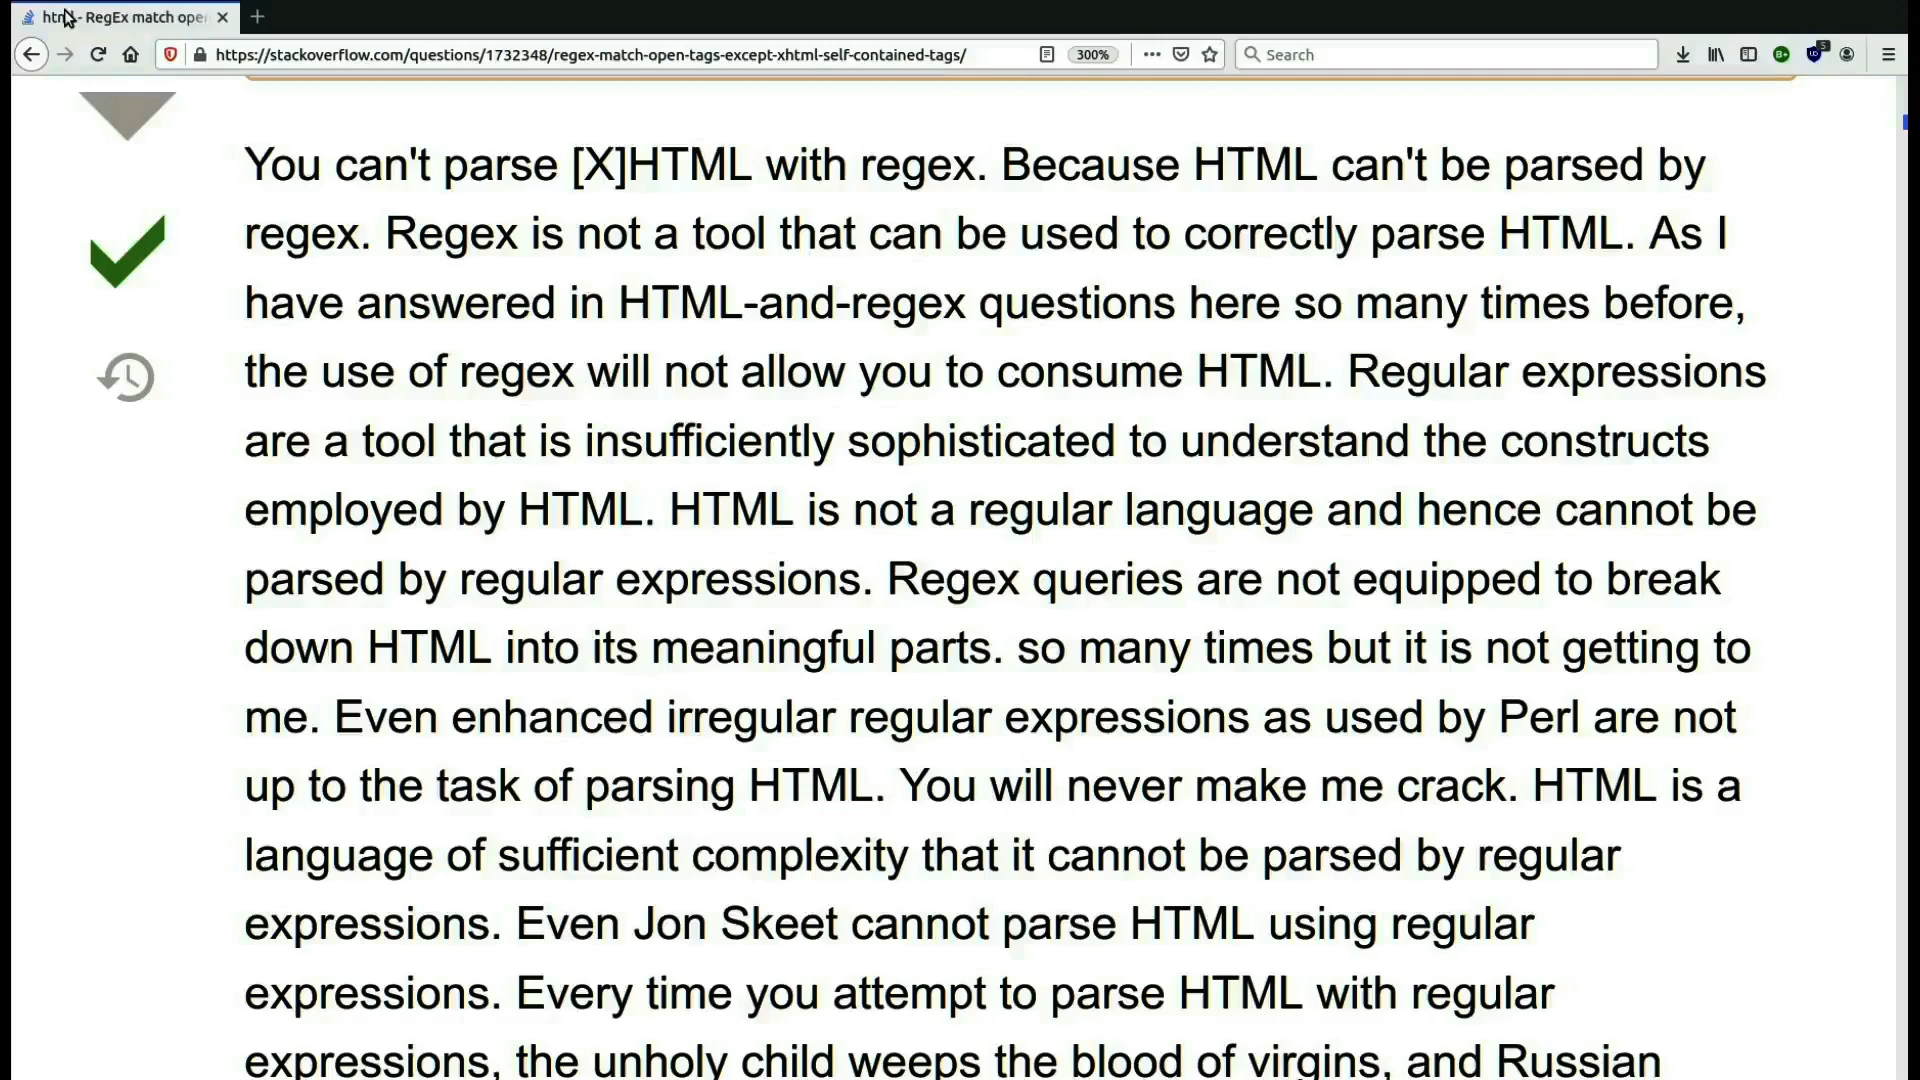 html - RegEx match open
https://stackoverflow.com/questions/1732348/regex-match-open-tags-except-xhtml-self-contained-tags/
300%
Search
5
You can't parse [X]HTML with regex. Because HTML can't be parsed by
regex. Regex is not a tool that can be used to correctly parse HTML. As I
have answered in HTML-and-regex questions here so many times before,
the use of regex will not allow you to consume HTML. Regular expressions
are a tool that is insufficiently sophisticated to understand the constructs
employed by HTML. HTML is not a regular language and hence cannot be
parsed by regular expressions. Regex queries are not equipped to break
down HTML into its meaningful parts. so many times but it is not getting to
me. Even enhanced irregular regular expressions as used by Perl are not
up to the task of parsing HTML. You will never make me crack. HTML is a
language of sufficient complexity that it cannot be parsed by regular
expressions. Even Jon Skeet cannot parse HTML using regular
expressions. Every time you attempt to parse HTML with regular
expressions, the unholy child weeps the blood of virgins, and Russian